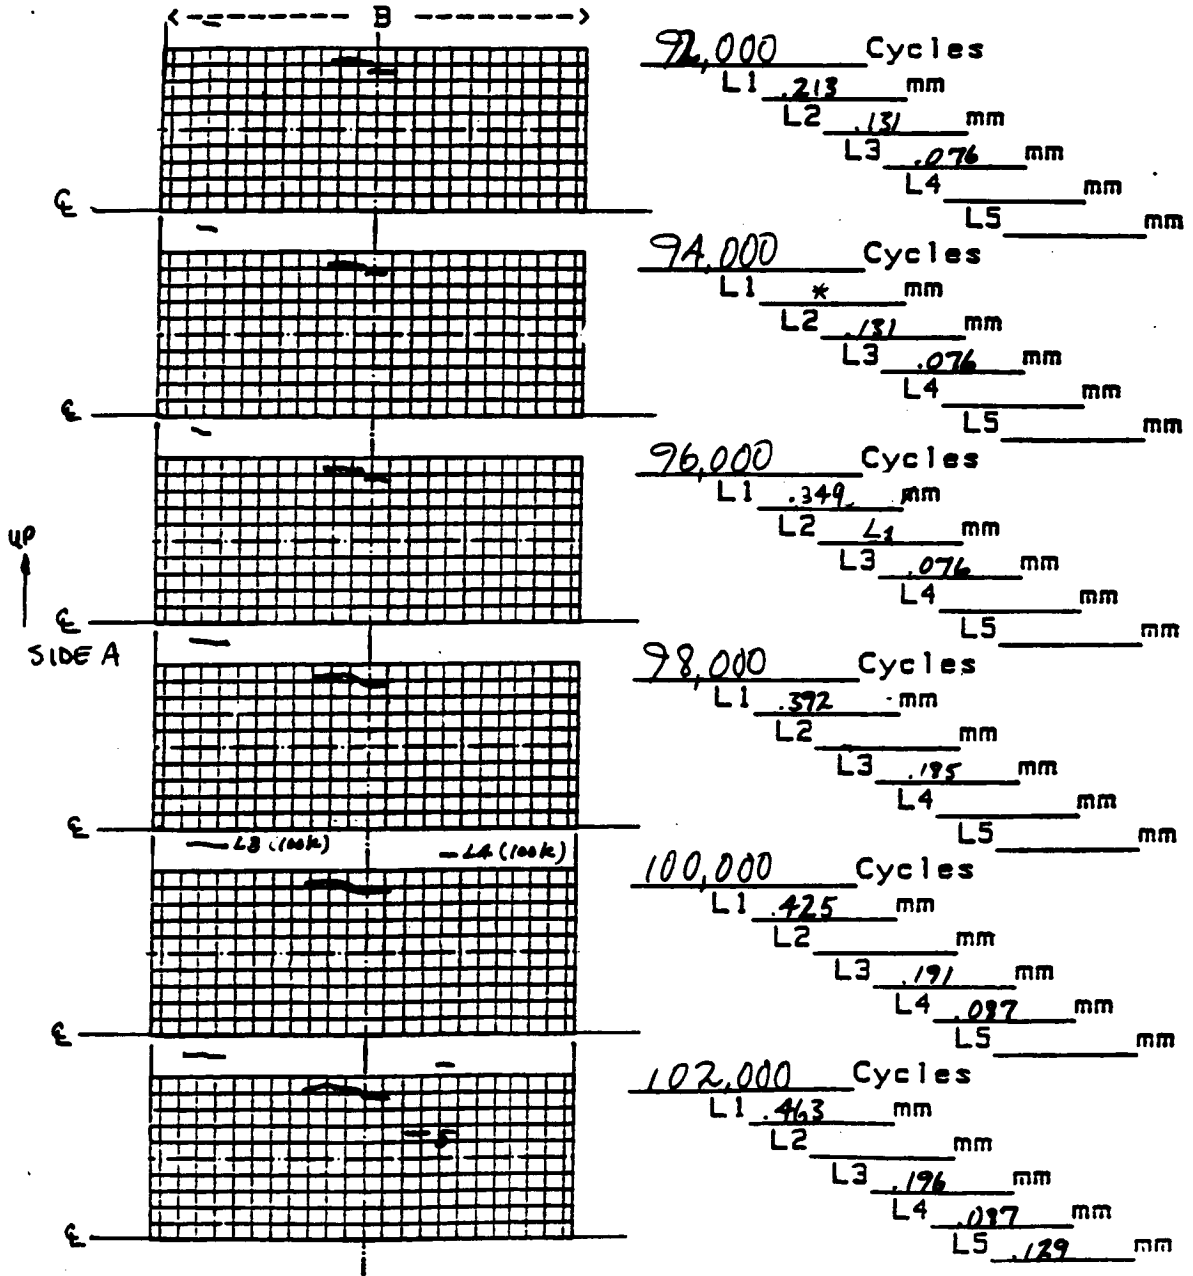 B
92,000 Cycles
L1 .213 mm
L2 .131 mm
L3 .076 mm
L4 mm
L5 mm
℄
94,000 Cycles
L1 * mm
L2 .131 mm
L3 .076 mm
L4 mm
L5 mm
℄
96,000 Cycles
L1 .349 mm
L2 L1 mm
L3 .076 mm
L4 mm
L5 mm
UP
℄
SIDE A
98,000 Cycles
L1 .392 mm
L2 mm
L3 .185 mm
L4 mm
L5 mm
℄
L3 (100K) L4 (100K)
100,000 Cycles
L1 .425 mm
L2 mm
L3 .191 mm
L4 .087 mm
L5 mm
℄
102,000 Cycles
L1 .463 mm
L2 mm
L3 .196 mm
L4 .087 mm
L5 .129 mm
5
℄